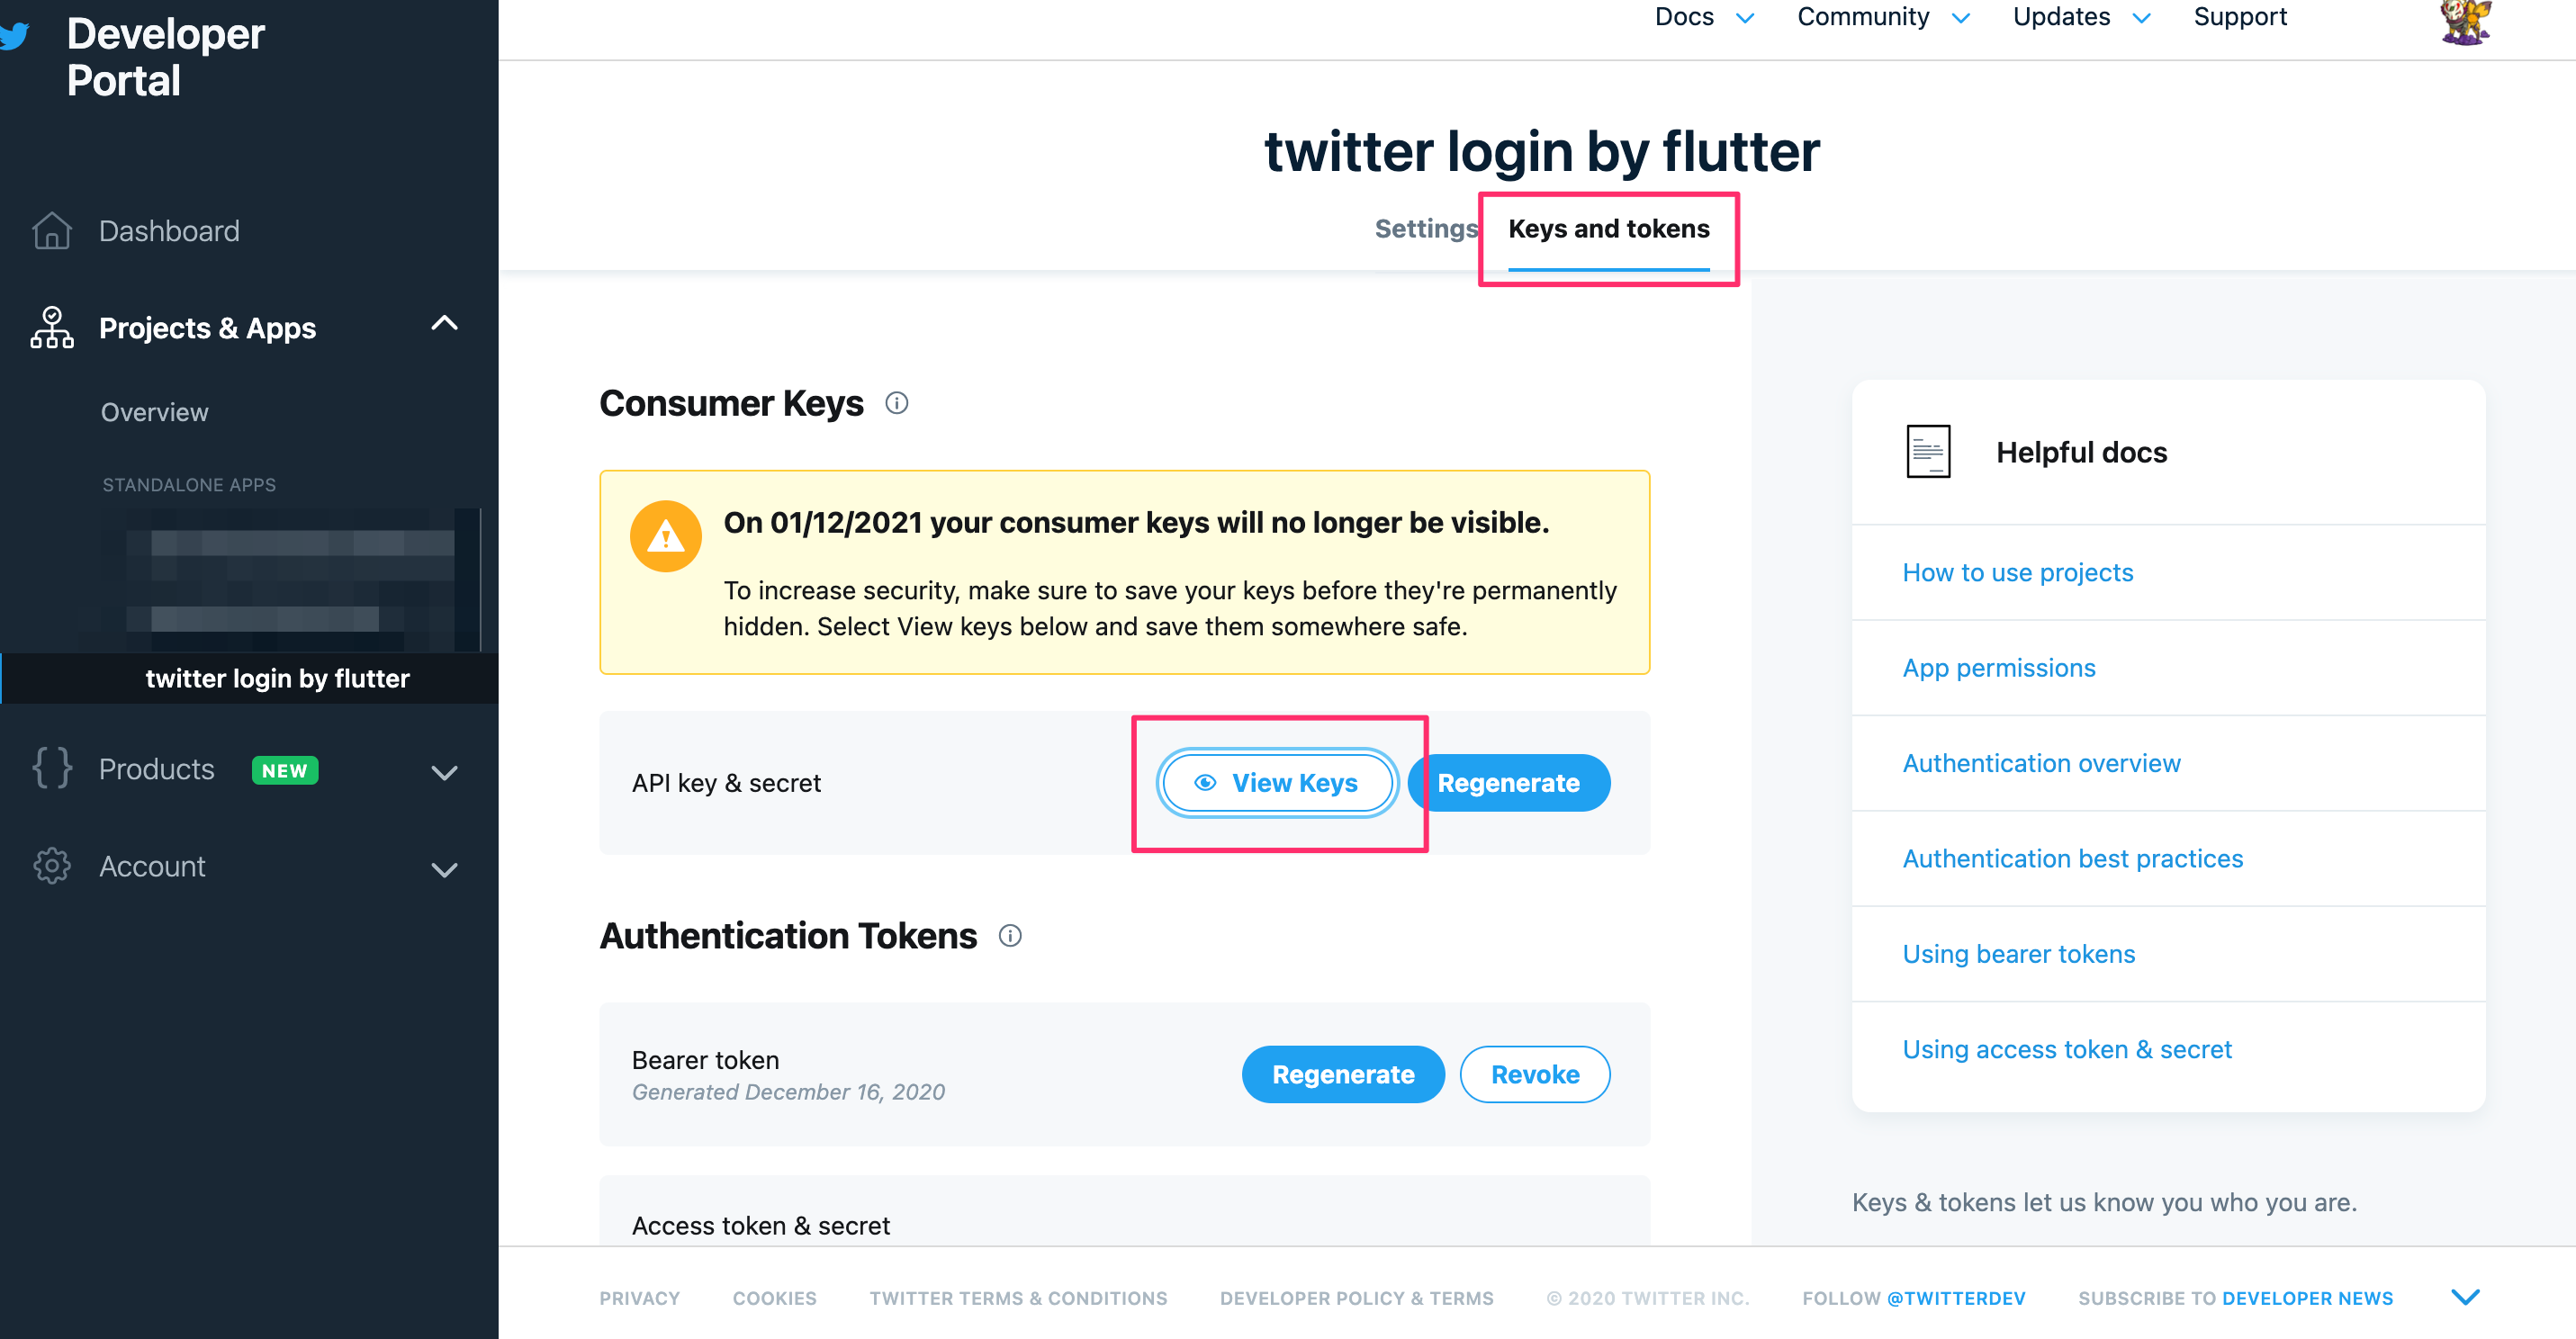 Developer
Portal
Docs
Community
Updates
Support
Dashboard
Projects & Apps
Overview
STANDALONE APPS
twitter login by flutter
Products
NEW
Account
twitter login by flutter
Settings
Keys and tokens
Consumer Keys
On 01/12/2021 your consumer keys will no longer be visible.
To increase security, make sure to save your keys before they're permanently
hidden. Select View keys below and save them somewhere safe.
API key & secret
View Keys
Regenerate
Authentication Tokens
Bearer token
Generated December 16, 2020
Regenerate
Revoke
Access token & secret
Helpful docs
How to use projects
App permissions
Authentication overview
Authentication best practices
Using bearer tokens
Using access token & secret
Keys & tokens let us know you who you are.
PRIVACY
COOKIES
TWITTER TERMS & CONDITIONS
DEVELOPER POLICY & TERMS
© 2020 TWITTER INC.
FOLLOW @TWITTERDEV
SUBSCRIBE TO DEVELOPER NEWS